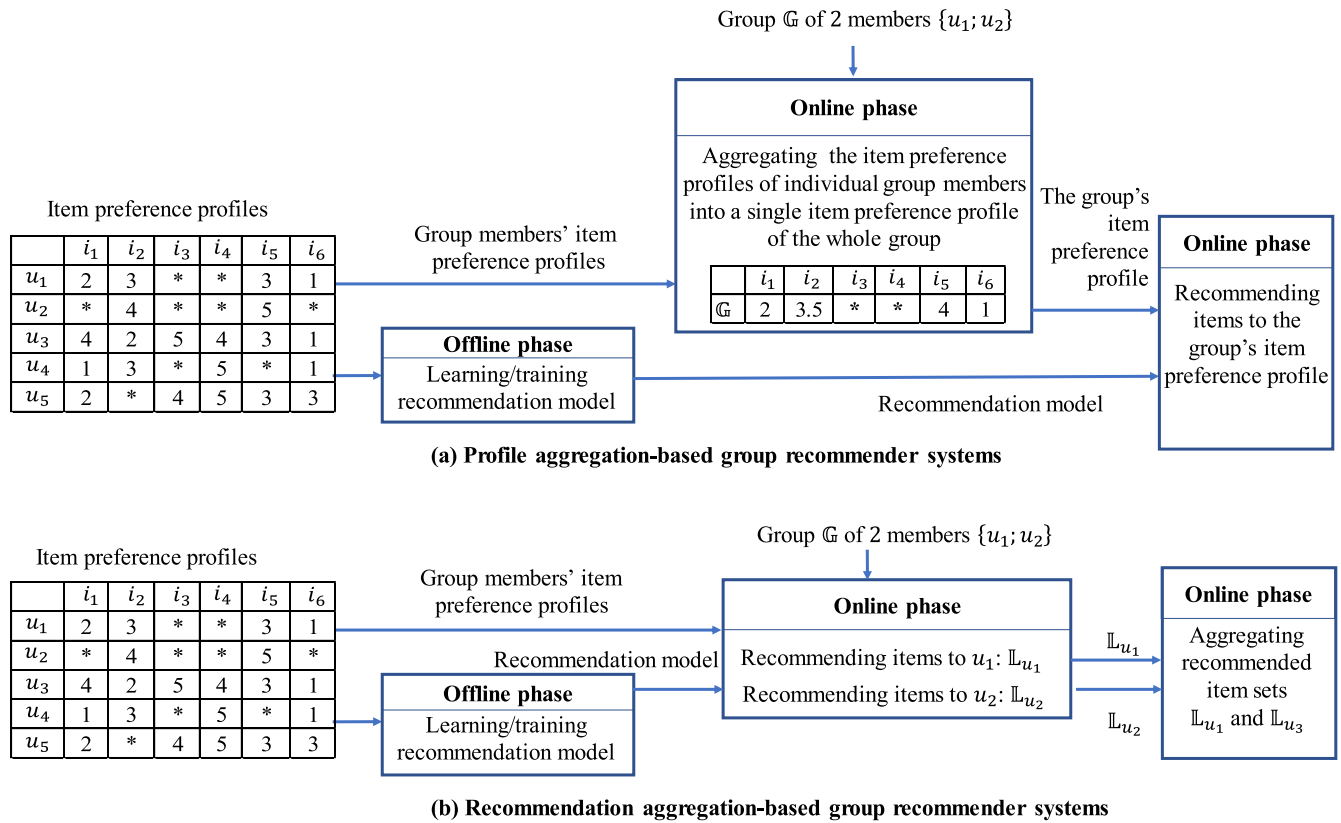 Group 𝔾 of 2 members {u₁; u₂}
Online phase
Aggregating the item preference
profiles of individual group members
into a single item preference profile
of the whole group
i₁ i₂ i₃ i₄ i₅ i₆
𝔾 2 3.5 * * 4 1
Item preference profiles
i₁ i₂ i₃ i₄ i₅ i₆
u₁ 2 3 * * 3 1
u₂ * 4 * * 5 *
u₃ 4 2 5 4 3 1
u₄ 1 3 * 5 * 1
u₅ 2 * 4 5 3 3
Group members’ item
preference profiles
Offline phase
Learning/training
recommendation model
The group’s
item
preference
profile
Recommendation model
Online phase
Recommending
items to the
group’s item
preference profile
(a) Profile aggregation-based group recommender systems
Group 𝔾 of 2 members {u₁; u₂}
Item preference profiles
i₁ i₂ i₃ i₄ i₅ i₆
u₁ 2 3 * * 3 1
u₂ * 4 * * 5 *
u₃ 4 2 5 4 3 1
u₄ 1 3 * 5 * 1
u₅ 2 * 4 5 3 3
Group members’ item
preference profiles
Recommendation model
Offline phase
Learning/training
recommendation model
Online phase
Recommending items to u₁: 𝕃u₁
Recommending items to u₂: 𝕃u₂
𝕃u₁
𝕃u₂
Online phase
Aggregating
recommended
item sets
𝕃u₁ and 𝕃u₃
(b) Recommendation aggregation-based group recommender systems